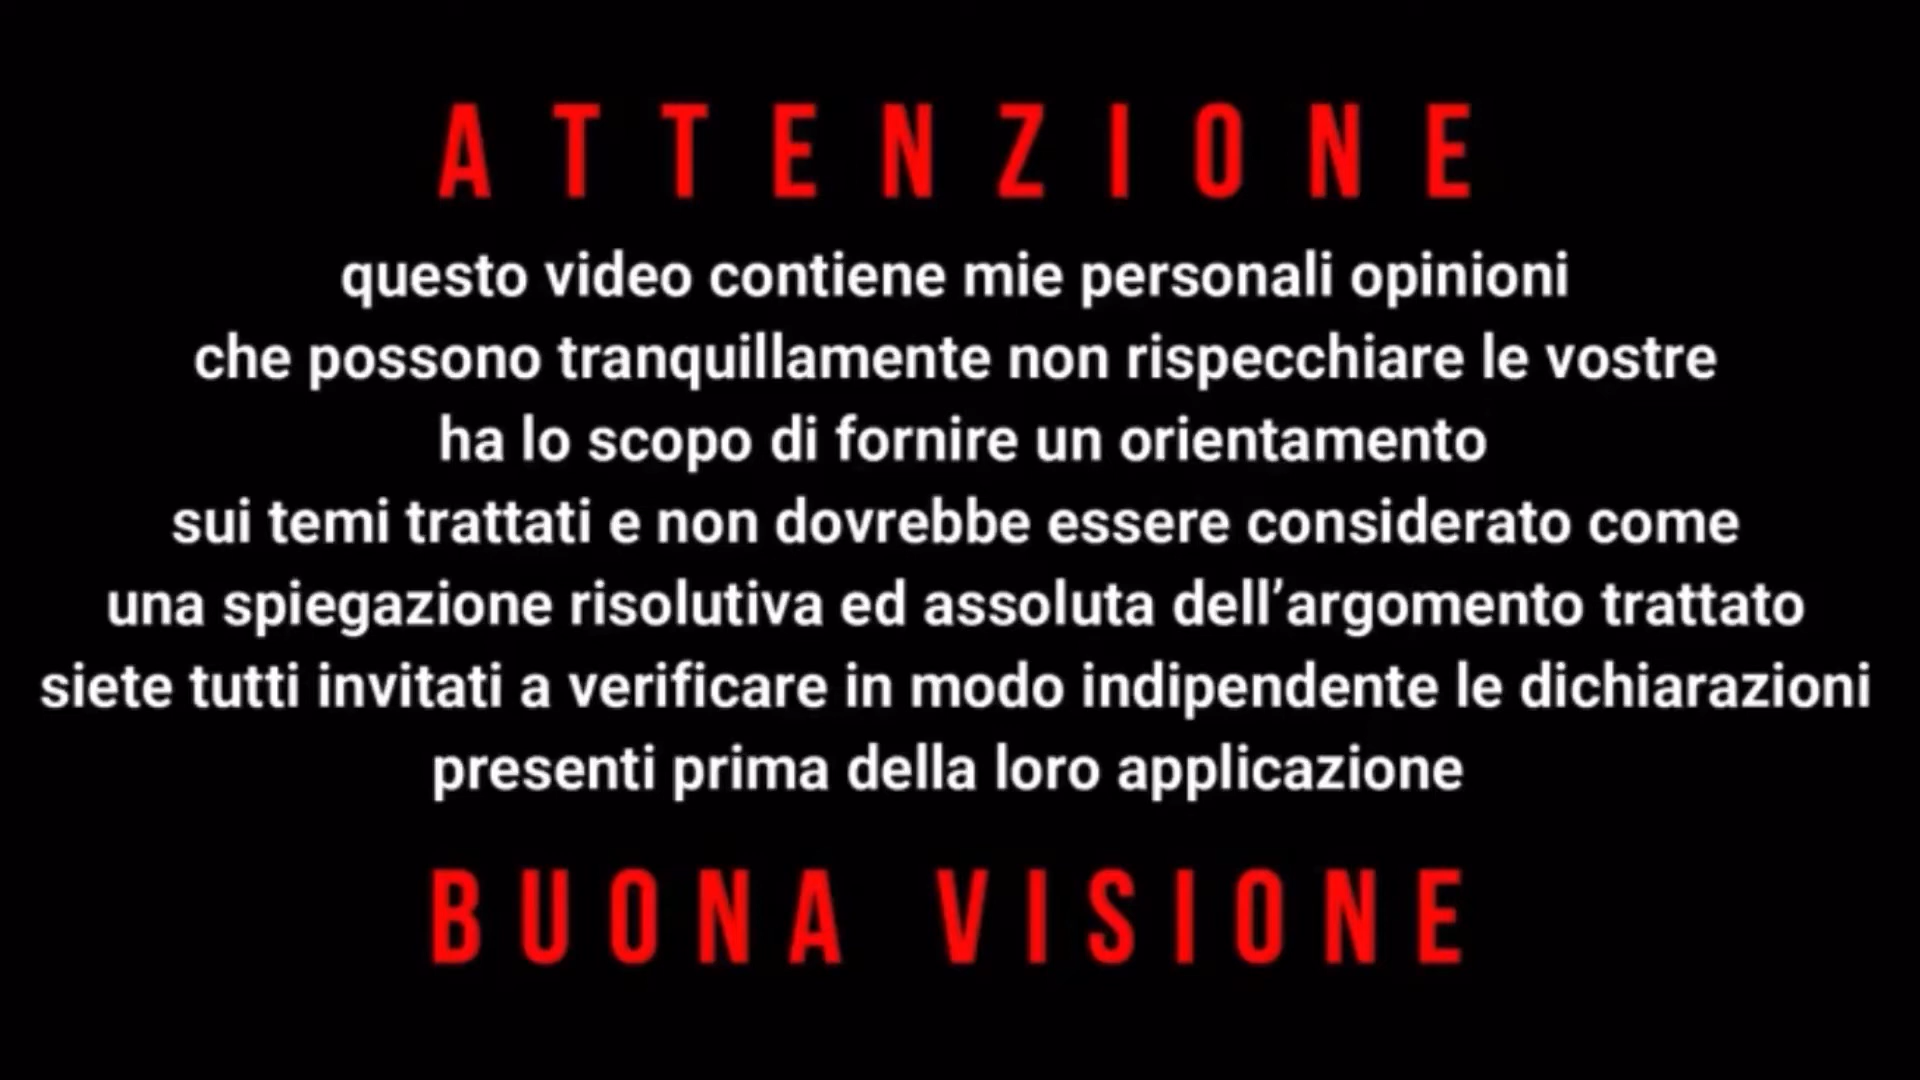 ATTENZIONE
questo video contiene mie personali opinioni
che possono tranquillamente non rispecchiare le vostre
ha lo scopo di fornire un orientamento
sui temi trattati e non dovrebbe essere considerato come
una spiegazione risolutiva ed assoluta dell’argomento trattato
siete tutti invitati a verificare in modo indipendente le dichiarazioni
presenti prima della loro applicazione
BUONA VISIONE